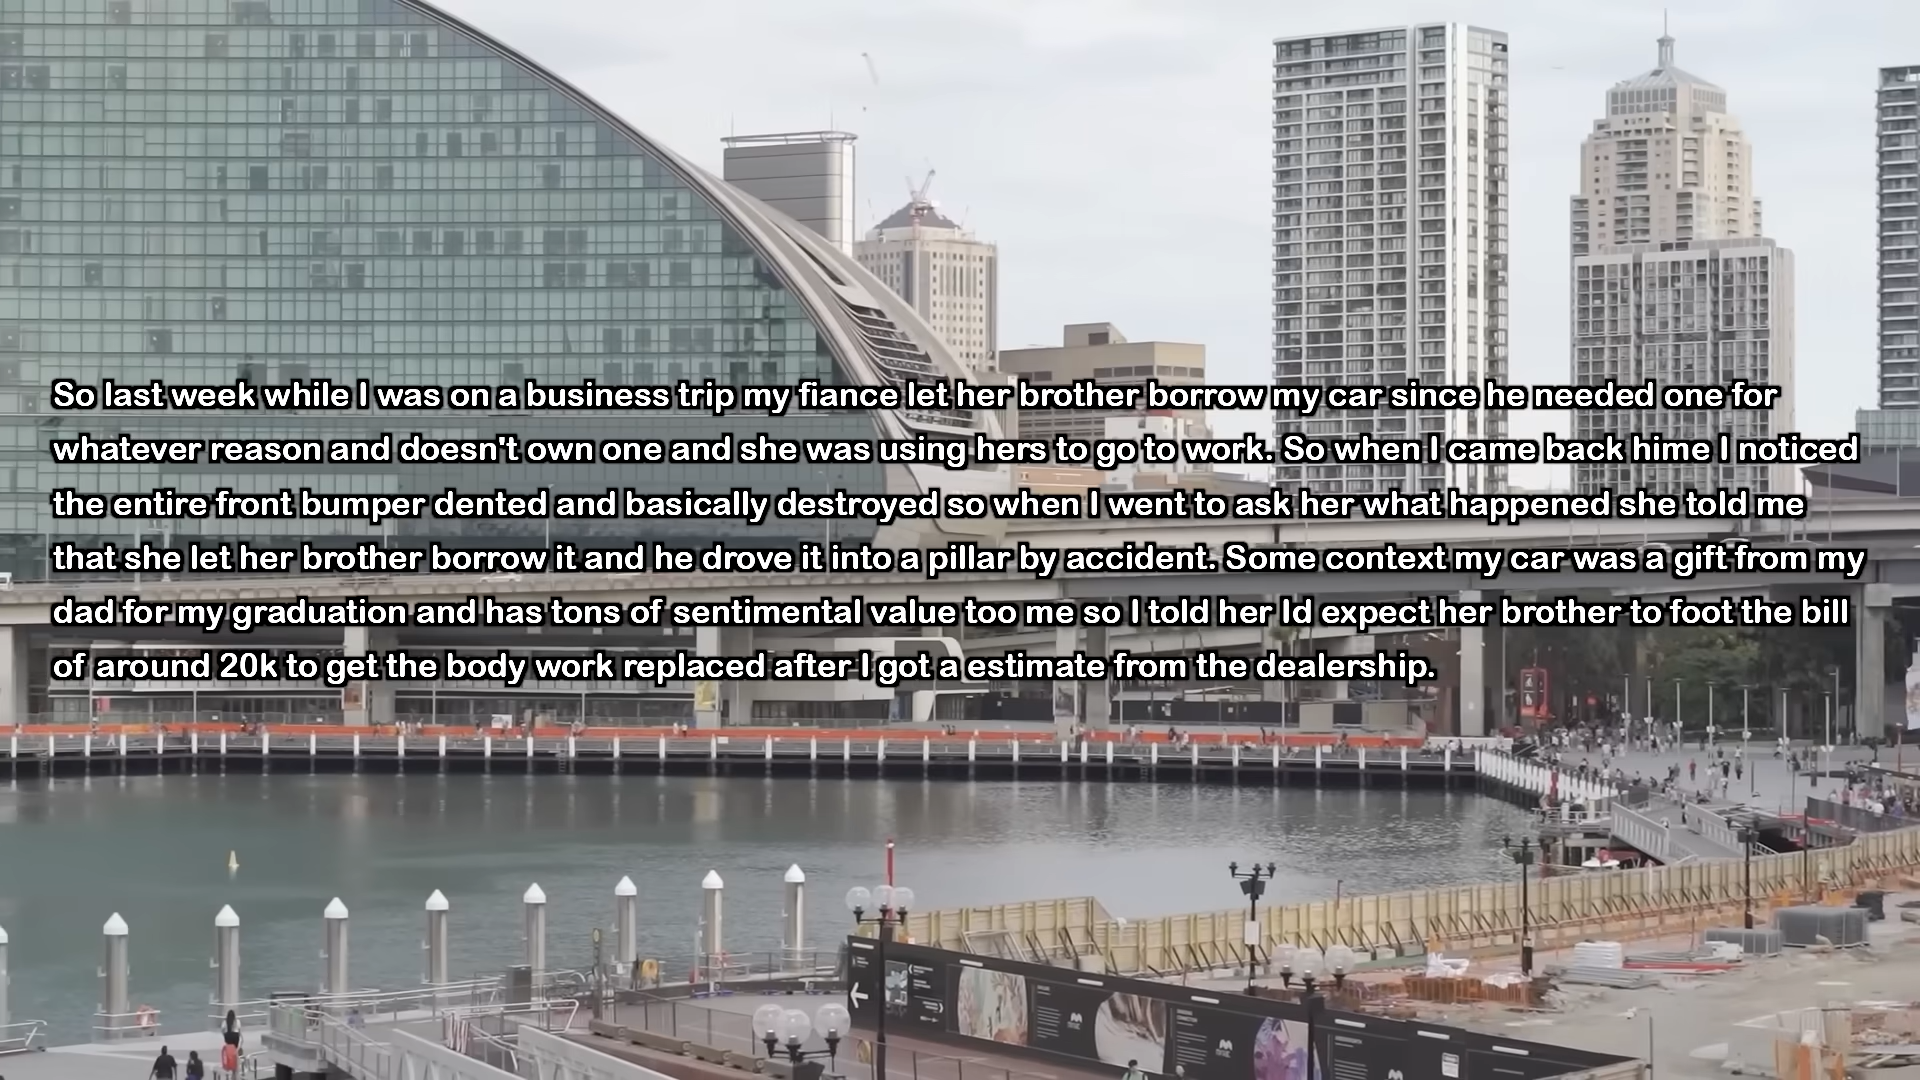 So last week while I was on a business trip my fiance let her brother borrow my car since he needed one for
whatever reason and doesn't own one and she was using hers to go to work. So when I came back hime I noticed
the entire front bumper dented and basically destroyed so when I went to ask her what happened she told me
that she let her brother borrow it and he drove it into a pillar by accident. Some context my car was a gift from my
dad for my graduation and has tons of sentimental value too me so I told her Id expect her brother to foot the bill
of around 20k to get the body work replaced after I got a estimate from the dealership.